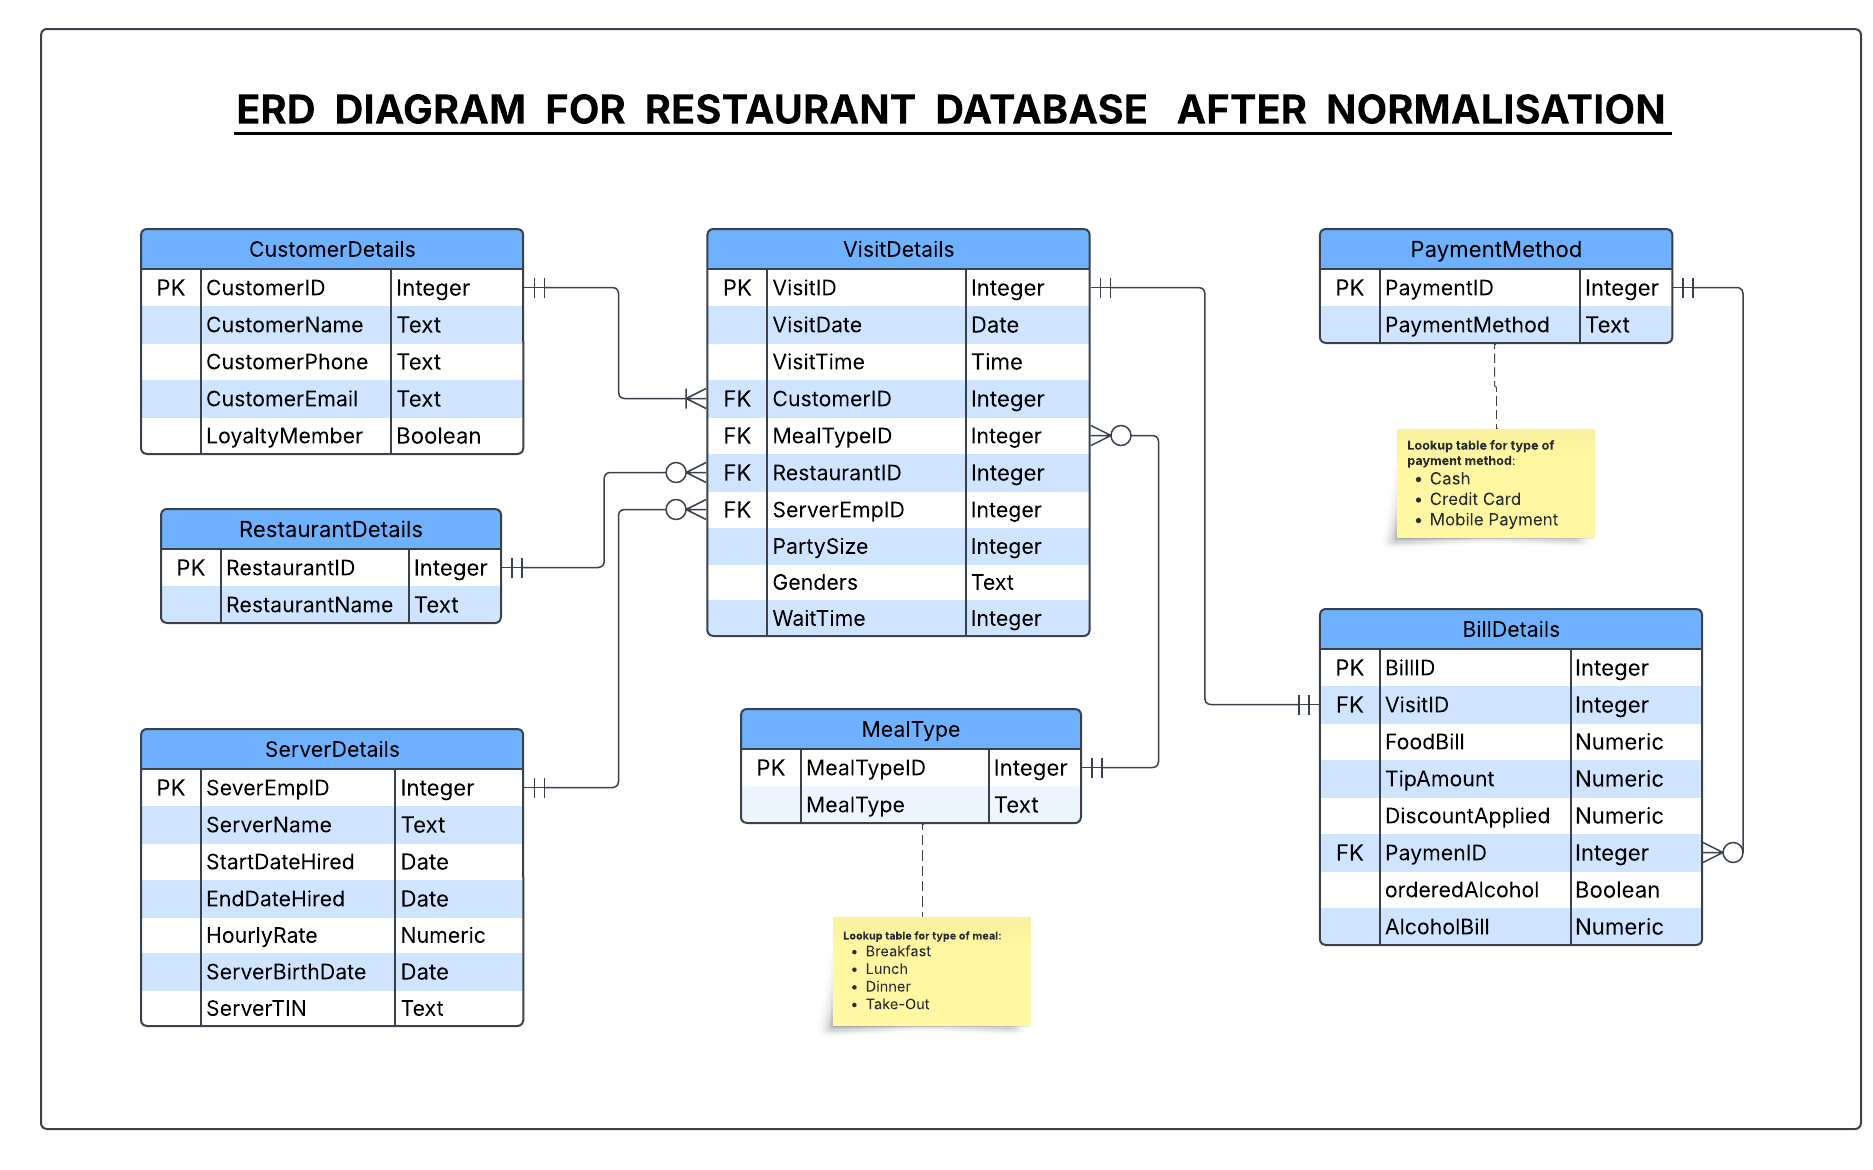 ERD DIAGRAM FOR RESTAURANT DATABASE AFTER NORMALISATION
CustomerDetails
PK CustomerID Integer
CustomerName Text
CustomerPhone Text
CustomerEmail Text
LoyaltyMember Boolean
RestaurantDetails
PK RestaurantID Integer
RestaurantName Text
ServerDetails
PK SeverEmpID Integer
ServerName Text
StartDateHired Date
EndDateHired Date
HourlyRate Numeric
ServerBirthDate Date
ServerTIN Text
VisitDetails
PK VisitID Integer
VisitDate Date
VisitTime Time
FK CustomerID Integer
FK MealTypeID Integer
FK RestaurantID Integer
FK ServerEmpID Integer
PartySize Integer
Genders Text
WaitTime Integer
MealType
PK MealTypeID Integer
MealType Text
Lookup table for type of meal:
• Breakfast
• Lunch
• Dinner
• Take-Out
PaymentMethod
PK PaymentID Integer
PaymentMethod Text
Lookup table for type of
payment method:
• Cash
• Credit Card
• Mobile Payment
BillDetails
PK BillID Integer
FK VisitID Integer
FoodBill Numeric
TipAmount Numeric
DiscountApplied Numeric
FK PaymenID Integer
orderedAlcohol Boolean
AlcoholBill Numeric